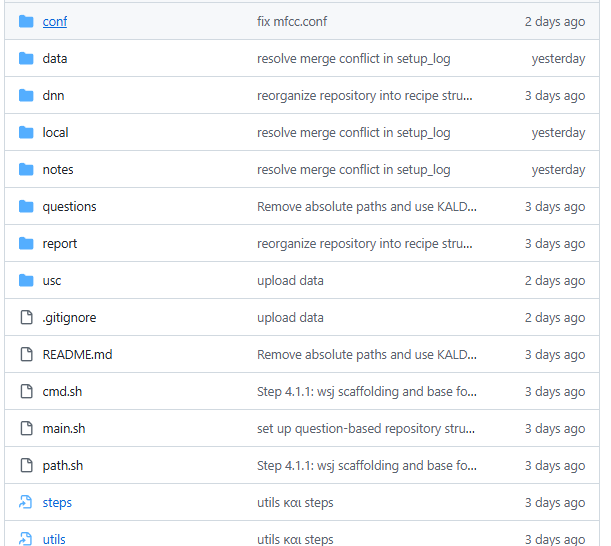 conf fix mfcc.conf 2 days ago
data resolve merge conflict in setup_log yesterday
dnn reorganize repository into recipe stru... 3 days ago
local resolve merge conflict in setup_log yesterday
notes resolve merge conflict in setup_log yesterday
questions Remove absolute paths and use KALD... 3 days ago
report reorganize repository into recipe stru... 3 days ago
usc upload data 2 days ago
.gitignore upload data 2 days ago
README.md Remove absolute paths and use KALD... 3 days ago
cmd.sh Step 4.1.1: wsj scaffolding and base fo... 3 days ago
main.sh set up question-based repository stru... 3 days ago
path.sh Step 4.1.1: wsj scaffolding and base fo... 3 days ago
steps utils και steps 3 days ago
utils utils και steps 3 days ago